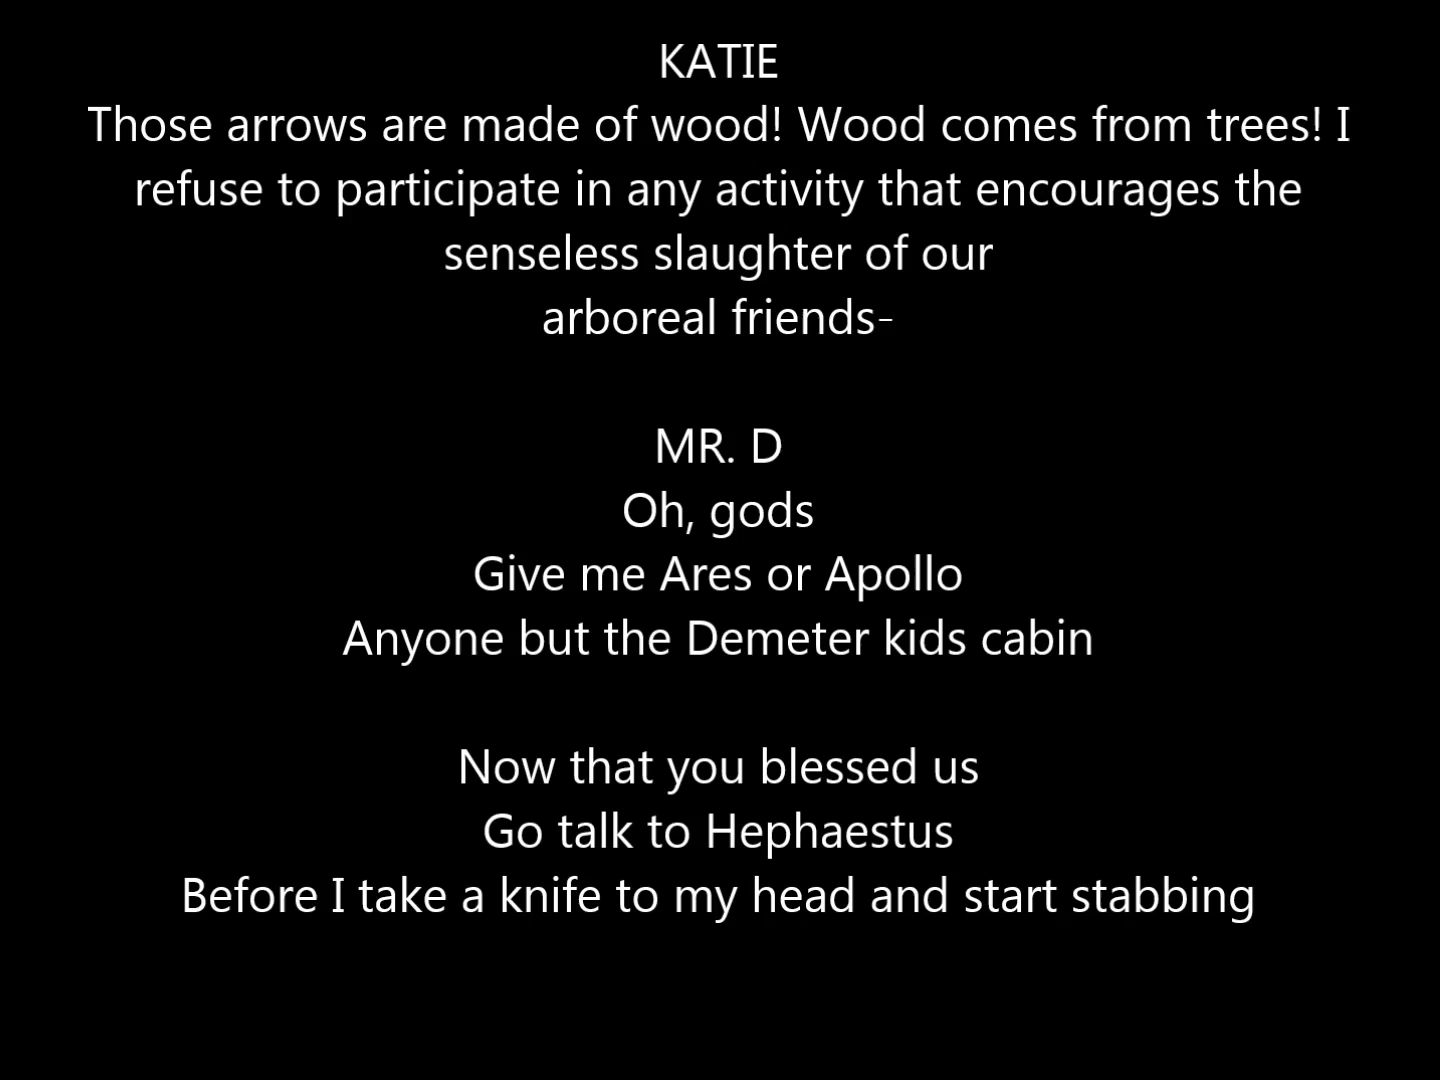 KATIE
Those arrows are made of wood! Wood comes from trees! I
refuse to participate in any activity that encourages the
senseless slaughter of our
arboreal friends-
MR. D
Oh, gods
Give me Ares or Apollo
Anyone but the Demeter kids cabin
Now that you blessed us
Go talk to Hephaestus
Before I take a knife to my head and start stabbing